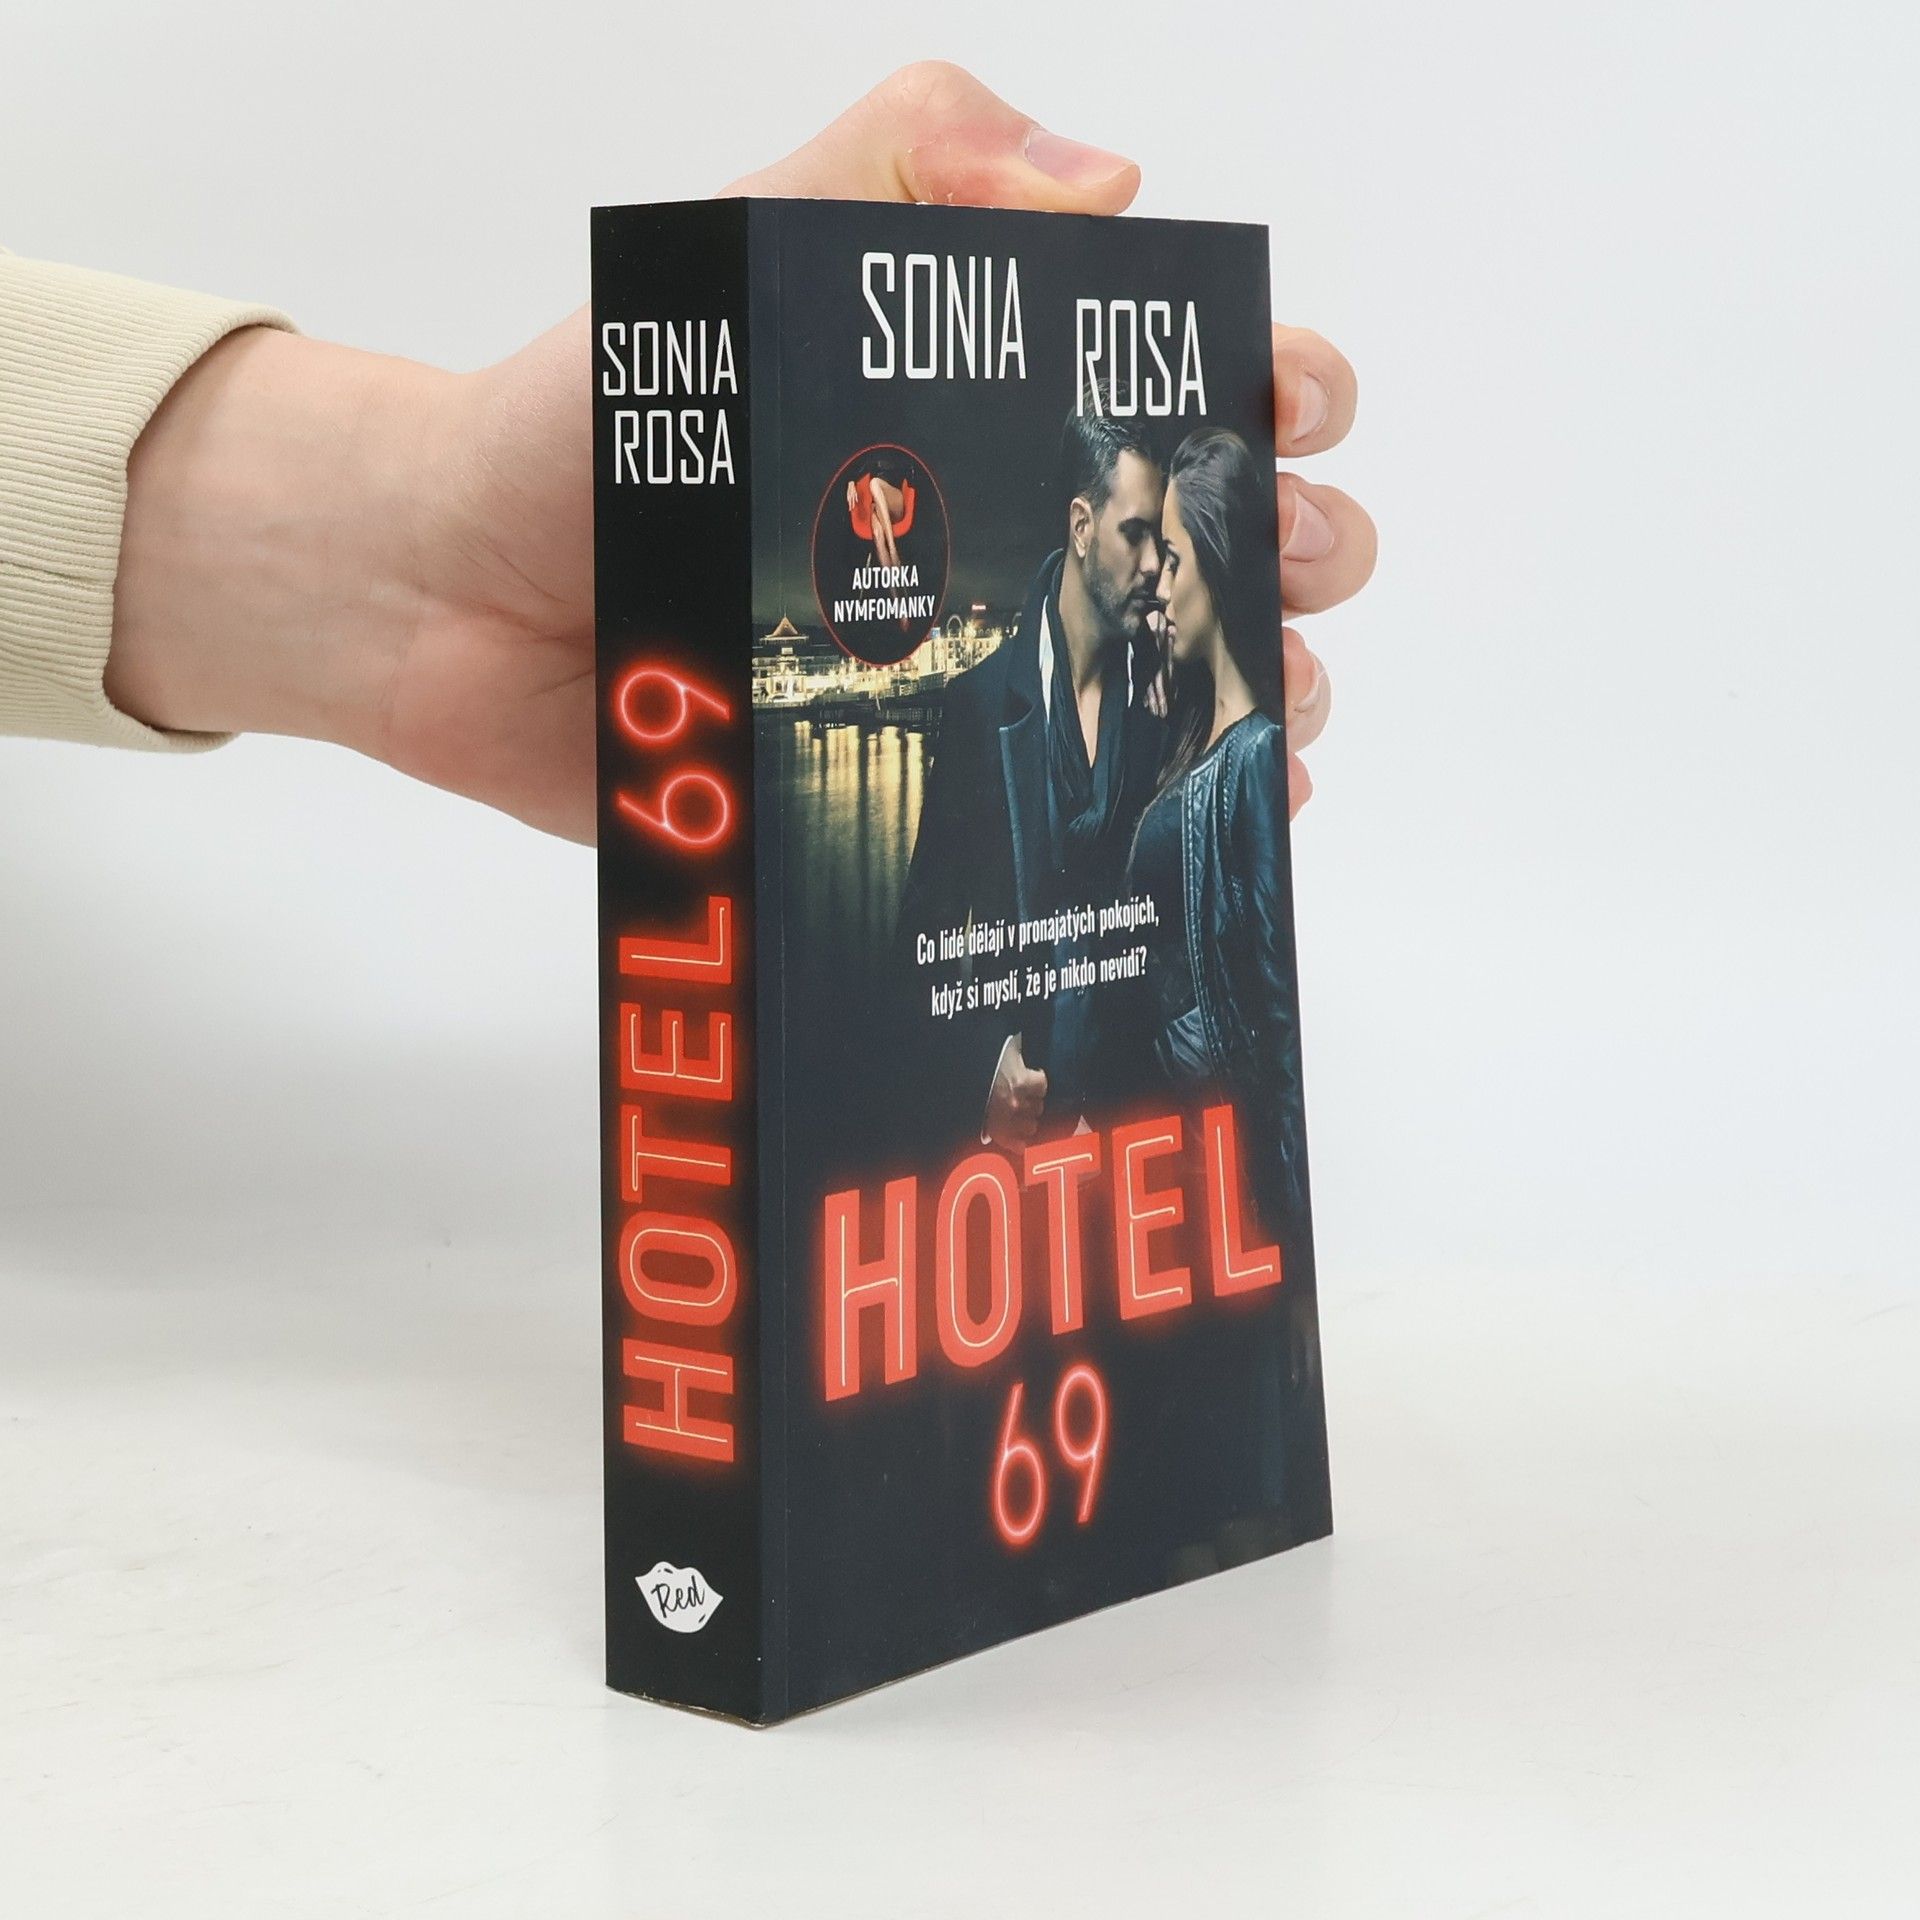 SONIA
ROSA
HOTEL 69
Red
SONIA ROSA
AUTORKA
NYMFOMANKY
Co lidé dělají v pronajatých pokojích,
když si myslí, že je nikdo nevidí?
HOTEL
69